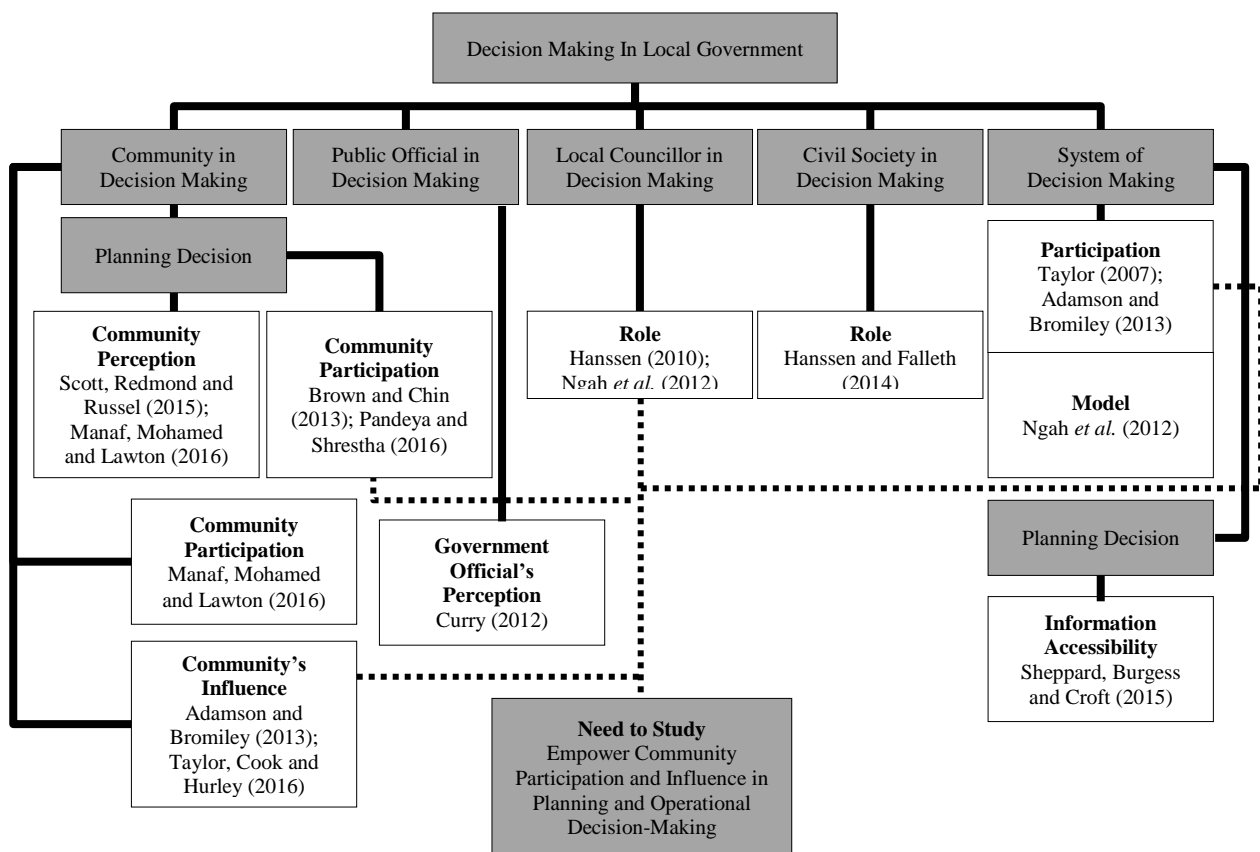 Decision Making In Local Government
Community in
Decision Making
Public Official in
Decision Making
Local Councillor in
Decision Making
Civil Society in
Decision Making
System of
Decision Making
Planning Decision
Participation
Taylor (2007);
Adamson and
Bromiley (2013)
Community
Perception
Scott, Redmond and
Russel (2015);
Manaf, Mohamed
and Lawton (2016)
Community
Participation
Brown and Chin
(2013); Pandeya and
Shrestha (2016)
Role
Hanssen (2010);
Ngah et al. (2012)
Role
Hanssen and Falleth
(2014)
Model
Ngah et al. (2012)
Community
Participation
Manaf, Mohamed
and Lawton (2016)
Government
Official's
Perception
Curry (2012)
Planning Decision
Information
Accessibility
Sheppard, Burgess
and Croft (2015)
Community's
Influence
Adamson and
Bromiley (2013);
Taylor, Cook and
Hurley (2016)
Need to Study
Empower Community
Participation and Influence in
Planning and Operational
Decision-Making